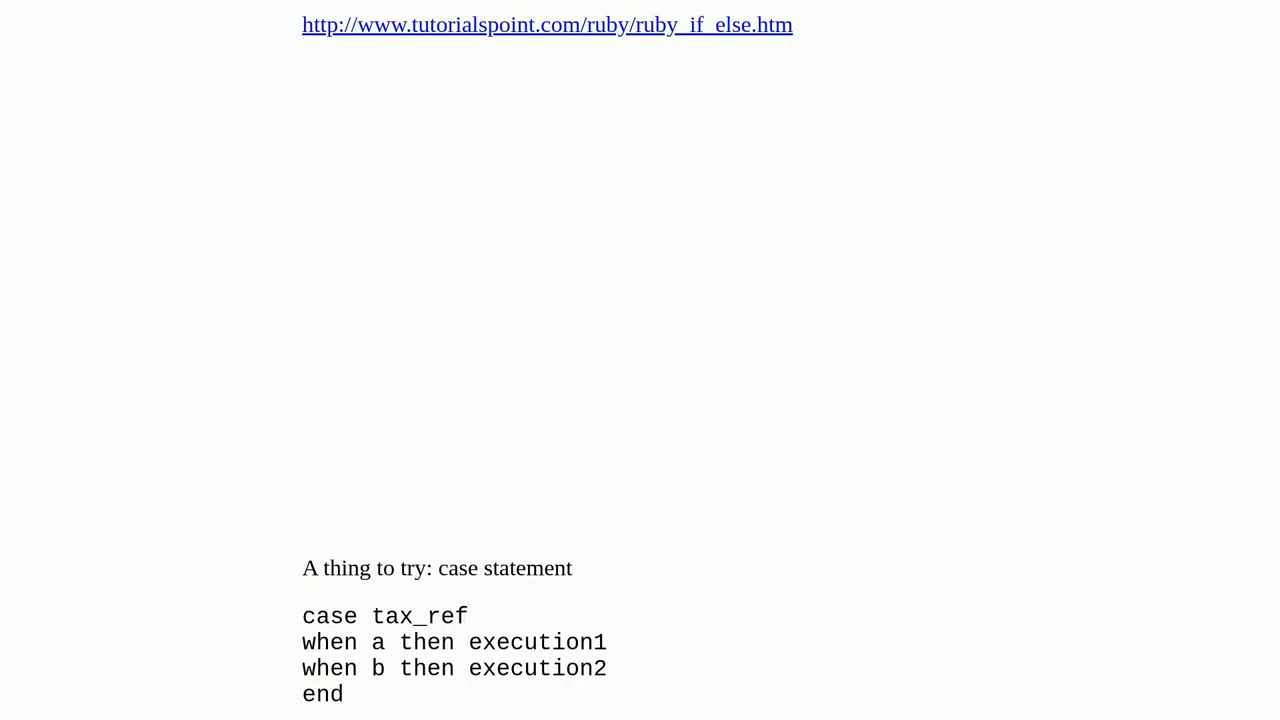 http://www.tutorialspoint.com/ruby/ruby_if_else.htm
A thing to try: case statement
case tax_ref
when a then execution1
when b then execution2
end